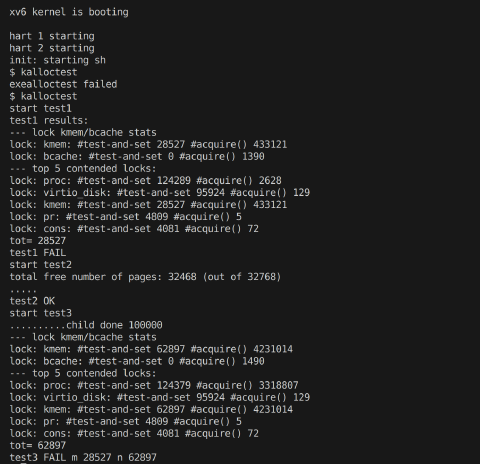 xv6 kernel is booting
hart 1 starting
hart 2 starting
init: starting sh
$ kalloctest
exealloctest failed
$ kalloctest
start test1
test1 results:
--- lock kmem/bcache stats
lock: kmem: #test-and-set 28527 #acquire() 433121
lock: bcache: #test-and-set 0 #acquire() 1390
--- top 5 contended locks:
lock: proc: #test-and-set 124289 #acquire() 2628
lock: virtio_disk: #test-and-set 95924 #acquire() 129
lock: kmem: #test-and-set 28527 #acquire() 433121
lock: pr: #test-and-set 4809 #acquire() 5
lock: cons: #test-and-set 4081 #acquire() 72
tot= 28527
test1 FAIL
start test2
total free number of pages: 32468 (out of 32768)
.....
test2 OK
start test3
..........child done 100000
--- lock kmem/bcache stats
lock: kmem: #test-and-set 62897 #acquire() 4231014
lock: bcache: #test-and-set 0 #acquire() 1490
--- top 5 contended locks:
lock: proc: #test-and-set 124379 #acquire() 3318807
lock: virtio_disk: #test-and-set 95924 #acquire() 129
lock: kmem: #test-and-set 62897 #acquire() 4231014
lock: pr: #test-and-set 4809 #acquire() 5
lock: cons: #test-and-set 4081 #acquire() 72
tot= 62897
test3 FAIL m 28527 n 62897